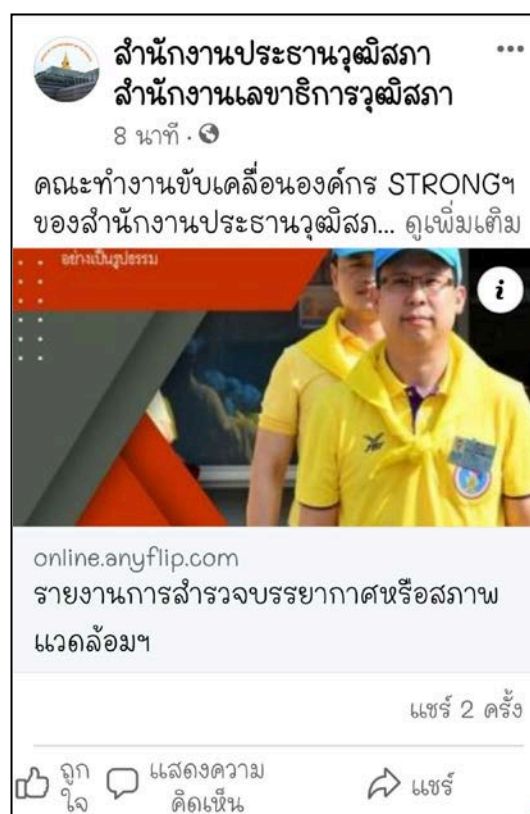 สำนักงานประธานวุฒิสภา
สำนักงานเลขาธิการวุฒิสภา
8 นาที ·
คณะทำงานขับเคลื่อนองค์กร STRONGฯ
ของสำนักงานประธานวุฒิสภ... ดูเพิ่มเติม
อย่างเป็นรูปธรรม
i
online.anyflip.com
รายงานการสำรวจบรรยากาศหรือสภาพ
แวดล้อมฯ
แชร์ 2 ครั้ง
ถูก
ใจ
แสดงความ
คิดเห็น
แชร์